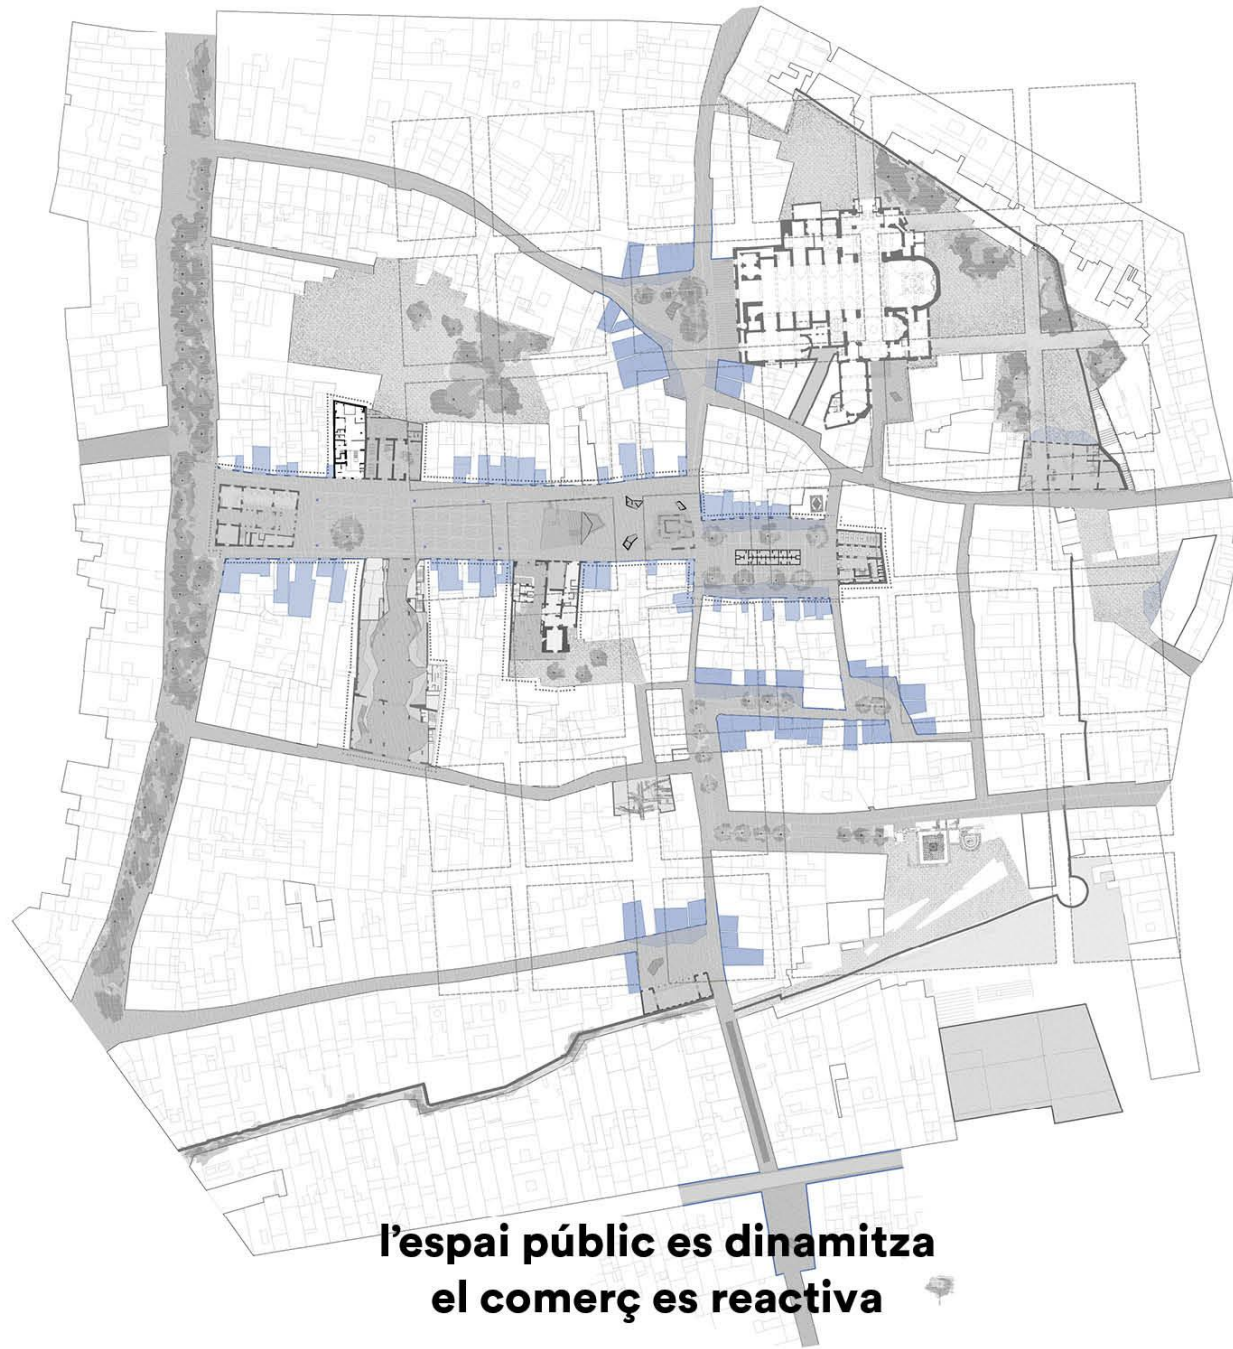 l’espai públic es dinamitza
el comerç es reactiva